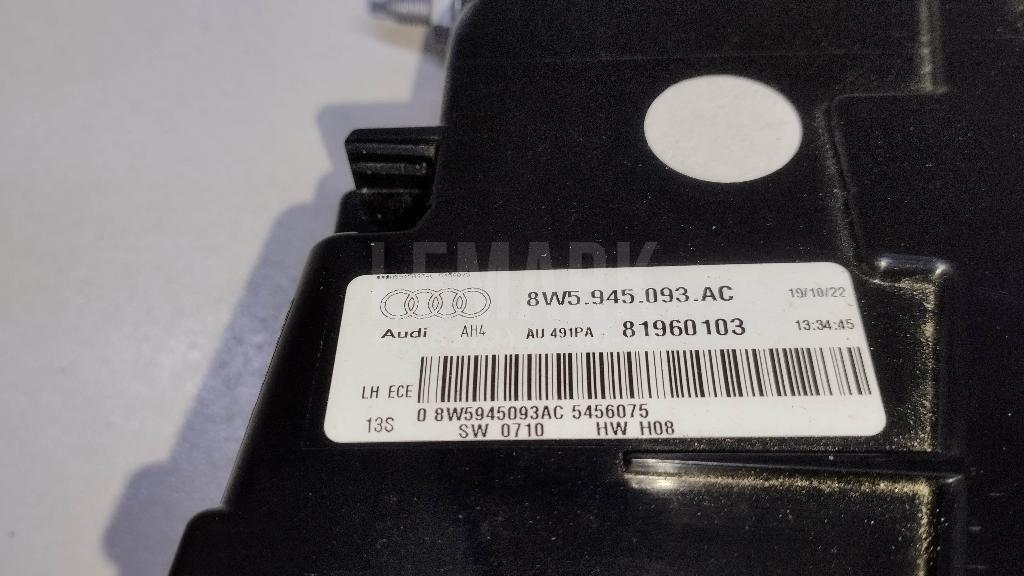 LEMARK
8W5.945.093.AC 19/10/22
Audi AH4 AU 491PA 81960103 13:34:45
LH ECE
13S 0 8W5945093AC 5456075
SW 0710 HW H08